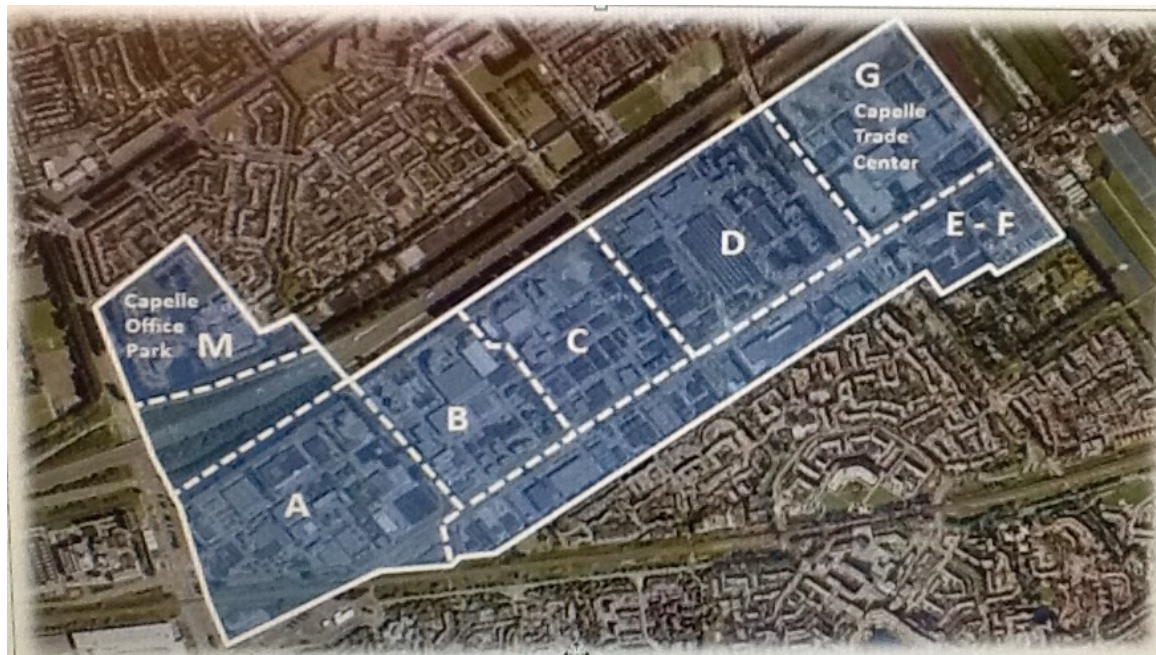 G
Capelle
Trade
Center
E - F
D
Capelle
Office
Park M
C
B
A